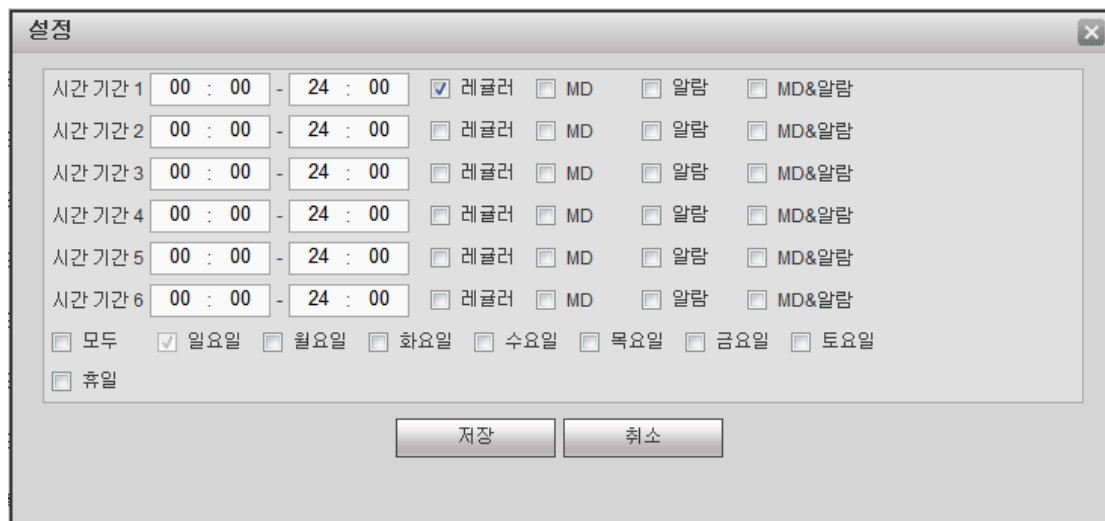 설정
시간 기간 1 00 : 00 - 24 : 00 레귤러 MD 알람 MD&알람
시간 기간 2 00 : 00 - 24 : 00 레귤러 MD 알람 MD&알람
시간 기간 3 00 : 00 - 24 : 00 레귤러 MD 알람 MD&알람
시간 기간 4 00 : 00 - 24 : 00 레귤러 MD 알람 MD&알람
시간 기간 5 00 : 00 - 24 : 00 레귤러 MD 알람 MD&알람
시간 기간 6 00 : 00 - 24 : 00 레귤러 MD 알람 MD&알람
모두 일요일 월요일 화요일 수요일 목요일 금요일 토요일
휴일
저장 취소